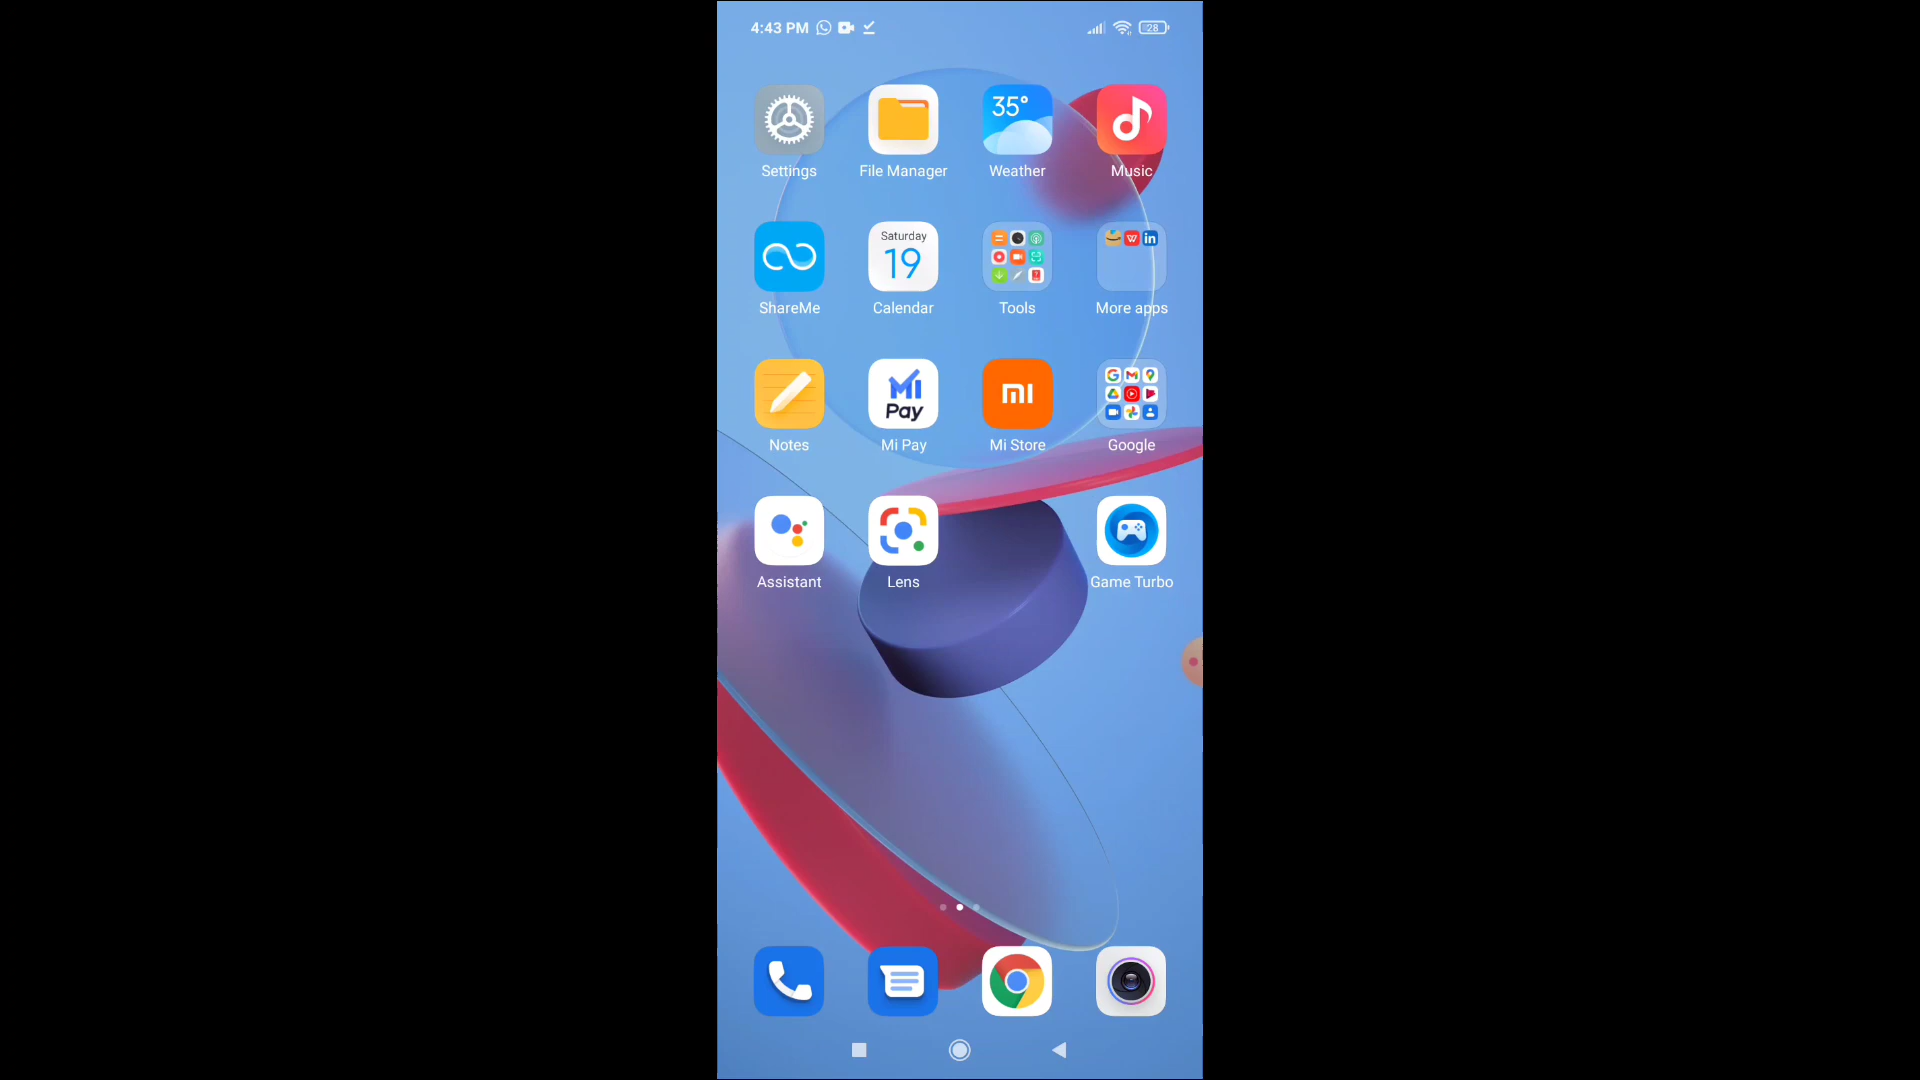 4:43 PM 28
35°
Settings File Manager Weather Music
Saturday
19
ShareMe Calendar Tools More apps
Mi
Pay
Notes Mi Pay Mi Store Google
Assistant Lens Game Turbo